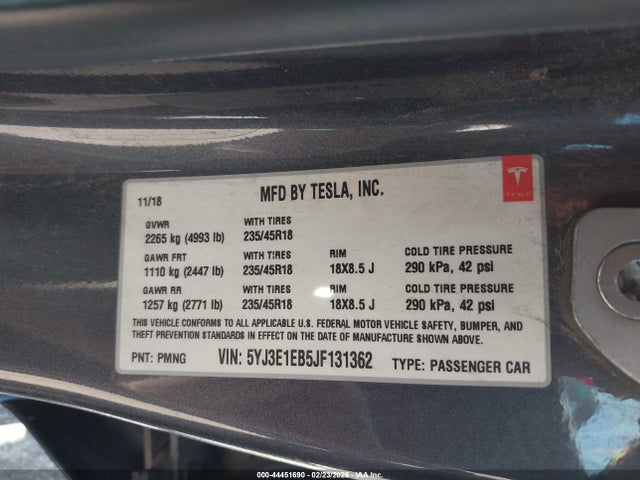 11/18 MFD BY TESLA, INC.
TESLA
GVWR WITH TIRES
2265 kg (4993 lb) 235/45R18
GAWR FRT WITH TIRES RIM COLD TIRE PRESSURE
1110 kg (2447 lb) 235/45R18 18X8.5 J 290 kPa, 42 psi
GAWR RR WITH TIRES RIM COLD TIRE PRESSURE
1257 kg (2771 lb) 235/45R18 18X8.5 J 290 kPa, 42 psi
THIS VEHICLE CONFORMS TO ALL APPLICABLE U.S. FEDERAL MOTOR VEHICLE SAFETY, BUMPER, AND
THEFT PREVENTION STANDARDS IN EFFECT ON THE DATE OF MANUFACTURE SHOWN ABOVE.
PNT: PMNG VIN: 5YJ3E1EB5JF131362 TYPE: PASSENGER CAR
000-44451690 - 02/23/2026 - IAA Inc.